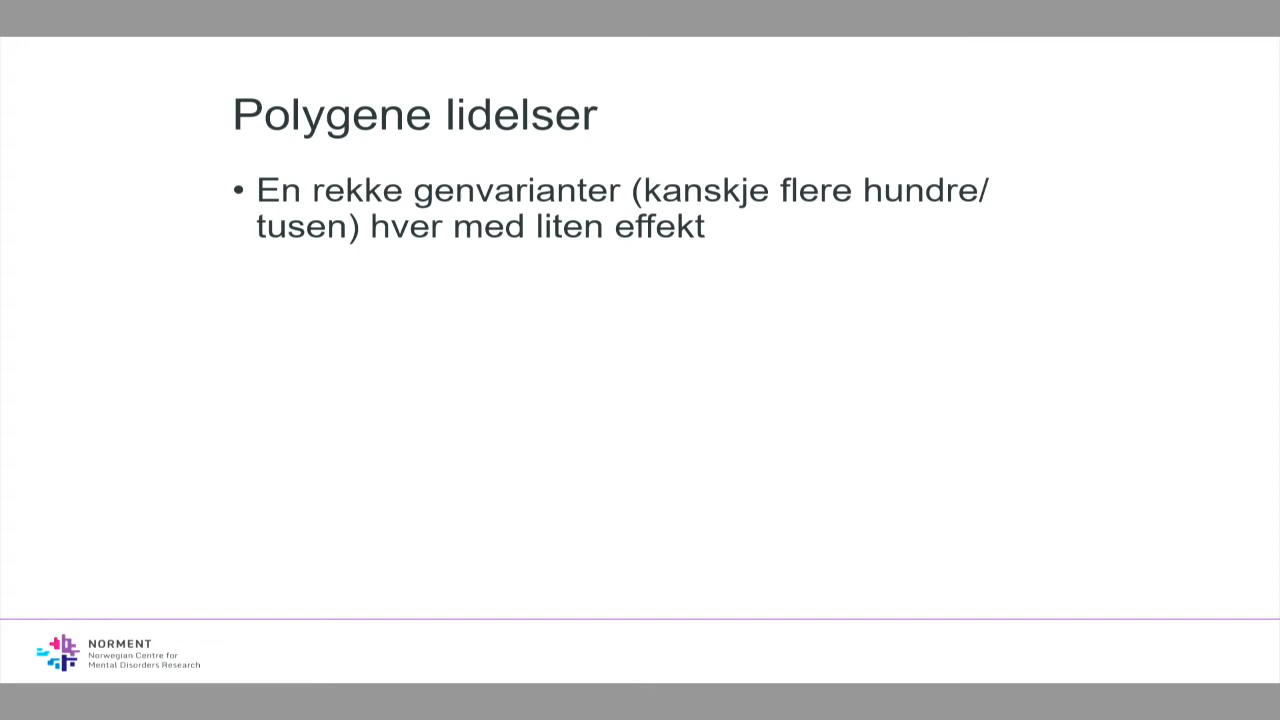 Polygene lidelser
• En rekke genvarianter (kanskje flere hundre/
tusen) hver med liten effekt
NORMENT
Norwegian Centre for
Mental Disorders Research